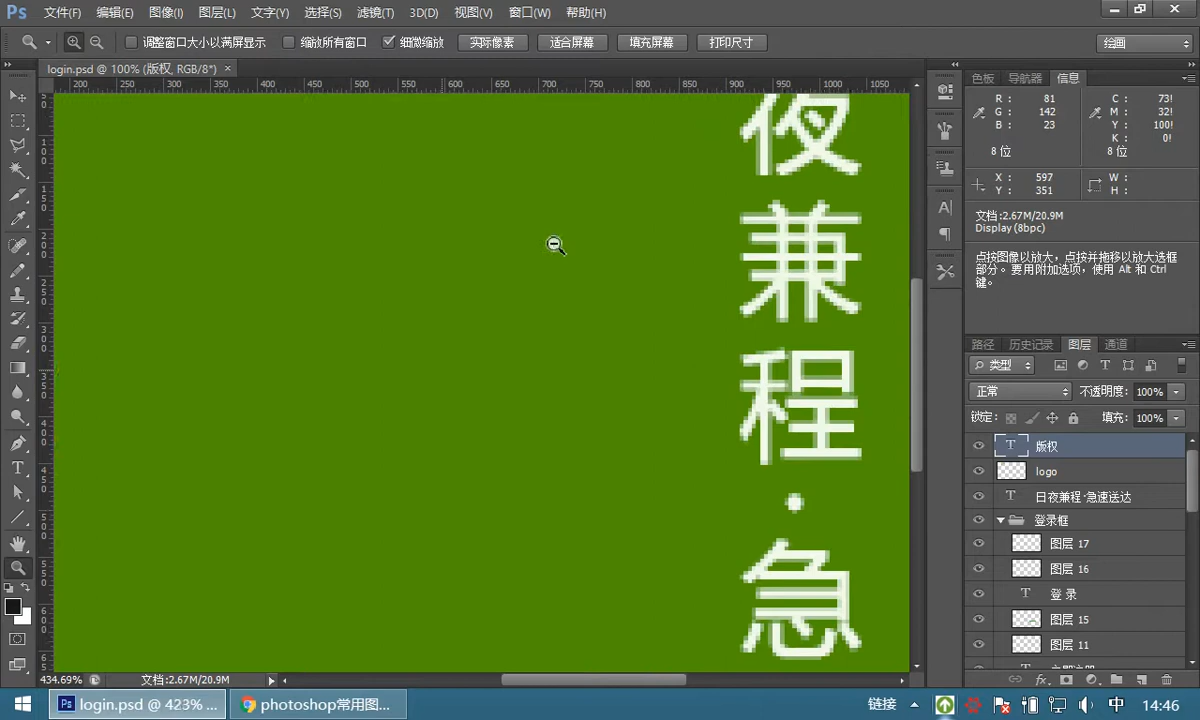 Ps 文件(F) 编辑(E) 图像(I) 图层(L) 文字(Y) 选择(S) 滤镜(T) 3D(D) 视图(V) 窗口(W) 帮助(H)
调整窗口大小以满屏显示 缩放所有窗口 细微缩放 实际像素 适合屏幕 填充屏幕 打印尺寸 绘画
login.psd @ 100% (版权, RGB/8*) ×
200 250 300 350 400 450 500 550 600 650 700 750 800 850 900 950 1000 1050
色板 导航器 信息
R: 81 C: 73!
G: 142 M: 32!
B: 23 Y: 100!
K: 0!
8 位 8 位
X: 597 W:
Y: 351 H:
文档:2.67M/20.9M
Display (8bpc)
点按图像以放大，点按并拖移以放大选框
部分。要用附加选项，使用 Alt 和 Ctrl
键。
夜
兼
程
·
急
路径 历史记录 图层 通道
类型
正常 不透明度: 100%
锁定: 填充: 100%
T 版权
logo
T 日夜兼程·急速送达
登录框
图层 17
图层 16
T 登 录
图层 15
图层 11
434.69% 文档:2.67M/20.9M
login.psd @ 423% ... photoshop常用图... 链接 中 14:46